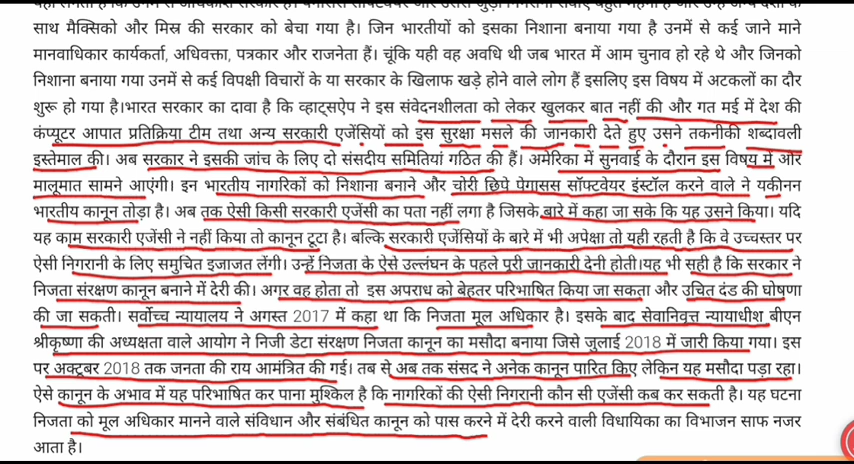 साथ मैक्सिको और मिस्र की सरकार को बेचा गया है। जिन भारतीयों को इसका निशाना बनाया गया है उनमें से कई जाने माने
मानवाधिकार कार्यकर्ता, अधिवक्ता, पत्रकार और राजनेता हैं। चूंकि यही वह अवधि थी जब भारत में आम चुनाव हो रहे थे और जिनको
निशाना बनाया गया उनमें से कई विपक्षी विचारों के या सरकार के खिलाफ खड़े होने वाले लोग हैं इसलिए इस विषय में अटकलों का दौर
शुरू हो गया है।भारत सरकार का दावा है कि व्हाट्सऐप ने इस संवेदनशीलता को लेकर खुलकर बात नहीं की और गत मई में देश की
कंप्यूटर आपात प्रतिक्रिया टीम तथा अन्य सरकारी एजेंसियों को इस सुरक्षा मसले की जानकारी देते हुए उसने तकनीकी शब्दावली
इस्तेमाल की। अब सरकार ने इसकी जांच के लिए दो संसदीय समितियां गठित की हैं। अमेरिका में सुनवाई के दौरान इस विषय में और
मालूमात सामने आएंगी। इन भारतीय नागरिकों को निशाना बनाने और चोरी छिपे पेगासस सॉफ्टवेयर इंस्टॉल करने वाले ने यकीनन
भारतीय कानून तोड़ा है। अब तक ऐसी किसी सरकारी एजेंसी का पता नहीं लगा है जिसके बारे में कहा जा सके कि यह उसने किया। यदि
यह काम सरकारी एजेंसी ने नहीं किया तो कानून टूटा है। बल्कि सरकारी एजेंसियों के बारे में भी अपेक्षा तो यही रहती है कि वे उच्चस्तर पर
ऐसी निगरानी के लिए समुचित इजाजत लेंगी। उन्हें निजता के ऐसे उल्लंघन के पहले पूरी जानकारी देनी होती।यह भी सही है कि सरकार ने
निजता संरक्षण कानून बनाने में देरी की। अगर वह होता तो इस अपराध को बेहतर परिभाषित किया जा सकता और उचित दंड की घोषणा
की जा सकती। सर्वोच्च न्यायालय ने अगस्त 2017 में कहा था कि निजता मूल अधिकार है। इसके बाद सेवानिवृत्त न्यायाधीश बीएन
श्रीकृष्णा की अध्यक्षता वाले आयोग ने निजी डेटा संरक्षण निजता कानून का मसौदा बनाया जिसे जुलाई 2018 में जारी किया गया। इस
पर अक्टूबर 2018 तक जनता की राय आमंत्रित की गई। तब से अब तक संसद ने अनेक कानून पारित किए लेकिन यह मसौदा पड़ा रहा।
ऐसे कानून के अभाव में यह परिभाषित कर पाना मुश्किल है कि नागरिकों की ऐसी निगरानी कौन सी एजेंसी कब कर सकती है। यह घटना
निजता को मूल अधिकार मानने वाले संविधान और संबंधित कानून को पास करने में देरी करने वाली विधायिका का विभाजन साफ नजर
आता है।